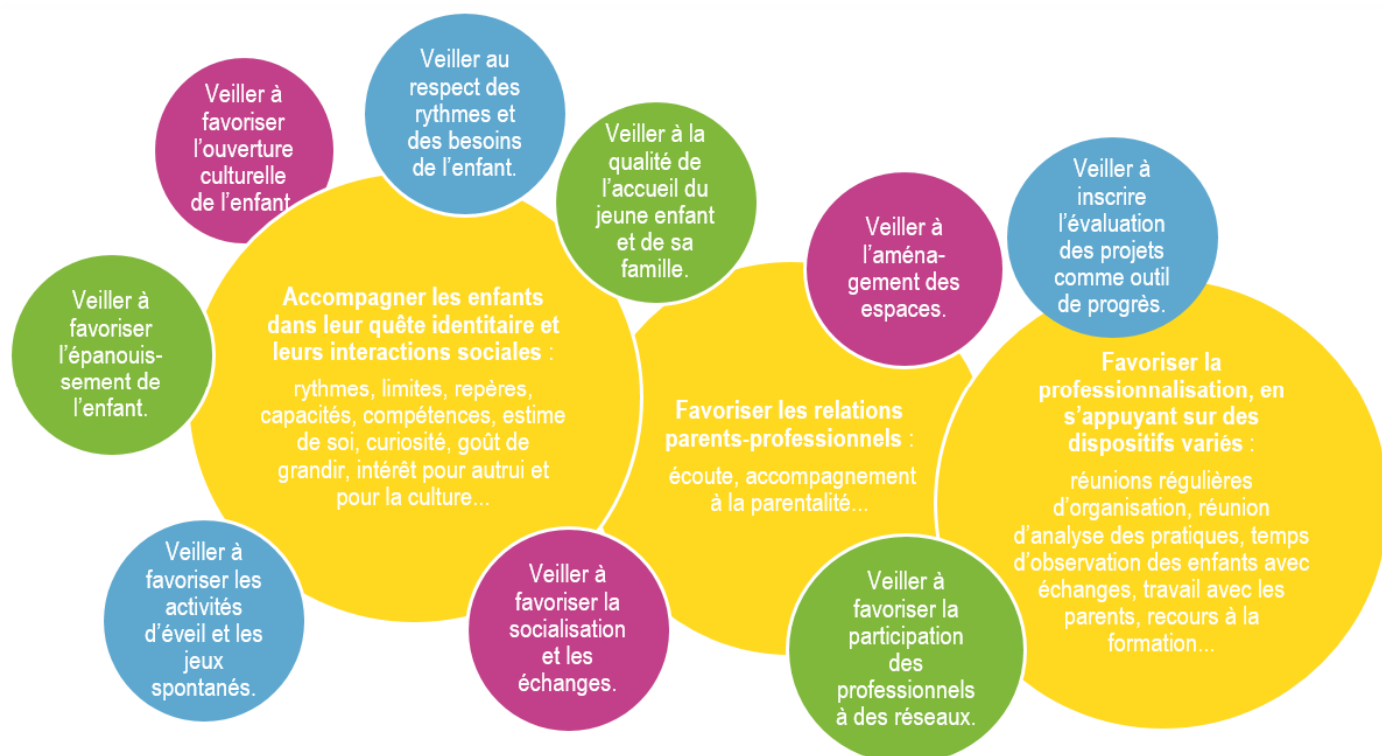 Veiller au
respect des
rythmes et
des besoins
de l'enfant.
Veiller à
favoriser
l'ouverture
culturelle
de l'enfant.
Veiller à la
qualité de
l'accueil du
jeune enfant
et de sa
famille.
Veiller à
l'aména-
gement des
espaces.
Veiller à
inscrire
l'évaluation
des projets
comme outil
de progrès.
Veiller à
favoriser
l'épanouis-
sement de
l'enfant.
Accompagner les enfants
dans leur quête identitaire et
leurs interactions sociales :
rythmes, limites, repères,
capacités, compétences, estime
de soi, curiosité, goût de
grandir, intérêt pour autrui et
pour la culture...
Favoriser les relations
parents-professionnels :
écoute, accompagnement
à la parentalité...
Favoriser la
professionnalisation, en
s'appuyant sur des
dispositifs variés :
réunions régulières
d'organisation, réunion
d'analyse des pratiques, temps
d'observation des enfants avec
échanges, travail avec les
parents, recours à la
formation...
Veiller à
favoriser les
activités
d'éveil et les
jeux
spontanés.
Veiller à
favoriser la
socialisation
et les
échanges.
Veiller à
favoriser la
participation
des
professionnels
à des réseaux.